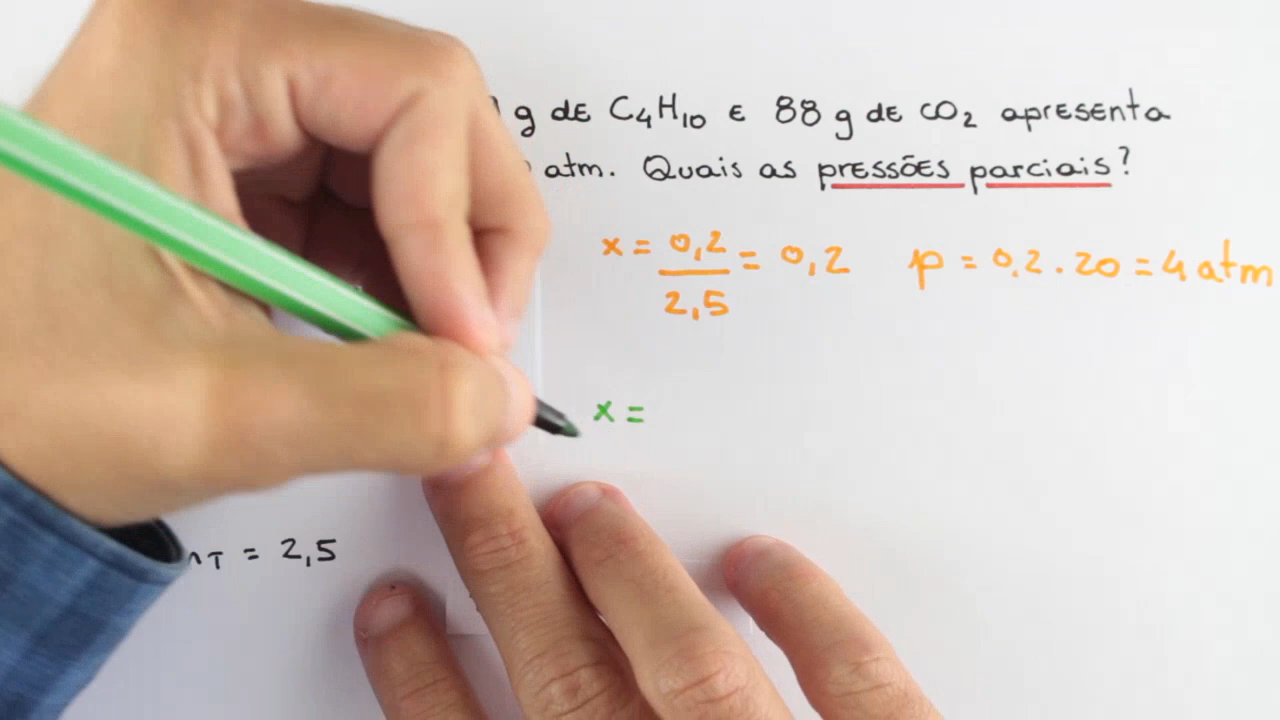 g de C₄H₁₀ e 88 g de CO₂ apresenta
atm. Quais as pressões parciais?
x = 0,2/2,5 = 0,2 p = 0,2 . 20 = 4 atm
x =
nT = 2,5